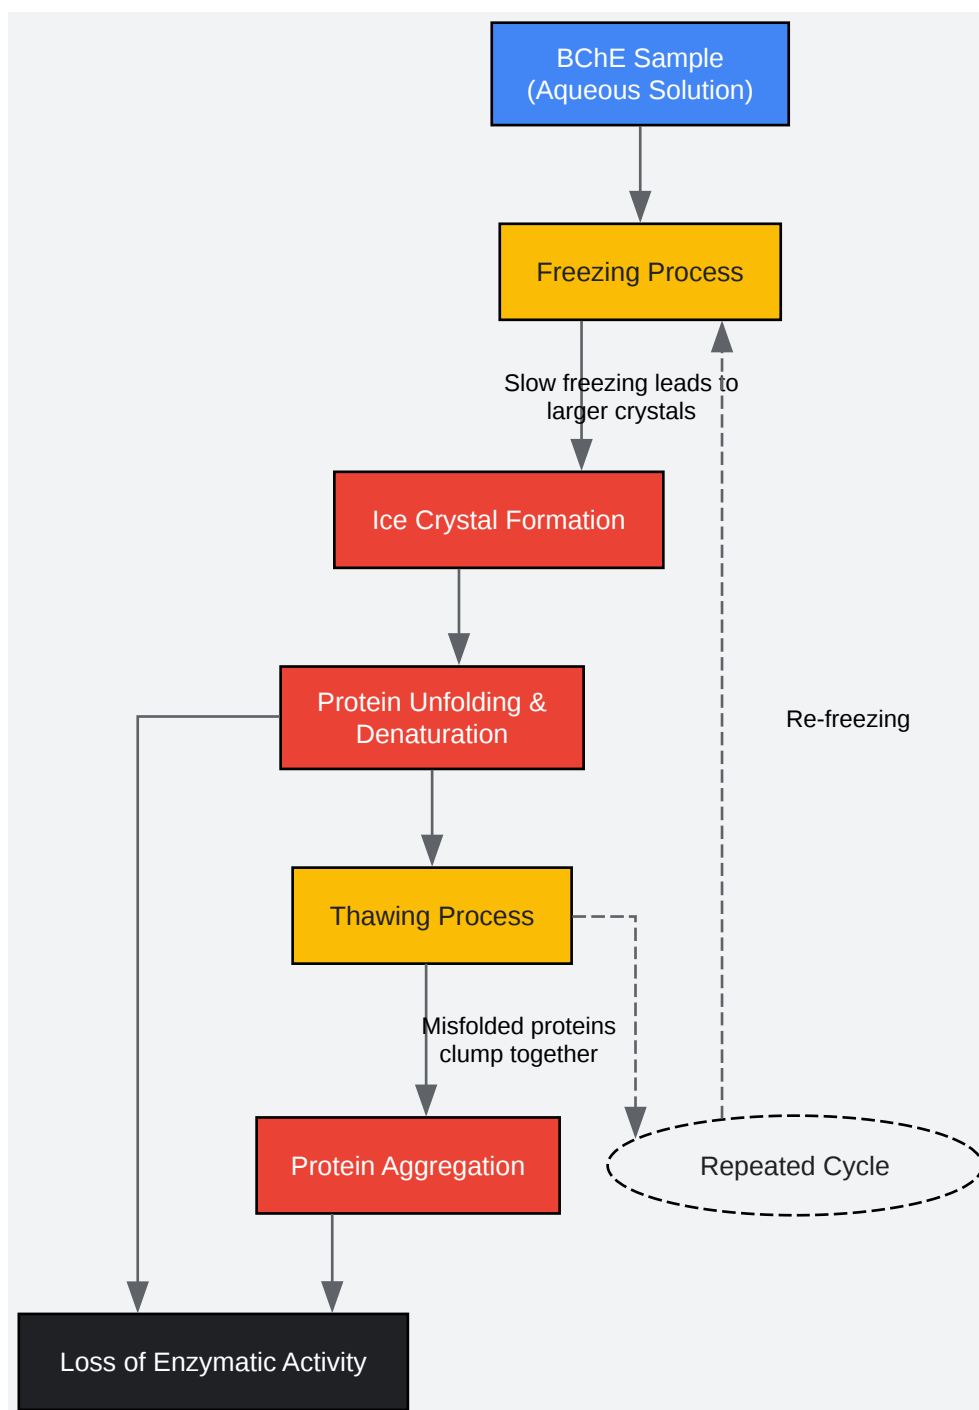 BChE Sample
(Aqueous Solution)
Freezing Process
Slow freezing leads to
larger crystals
Ice Crystal Formation
Protein Unfolding &
Denaturation
Re-freezing
Thawing Process
Misfolded proteins
clump together
Protein Aggregation
Repeated Cycle
Loss of Enzymatic Activity